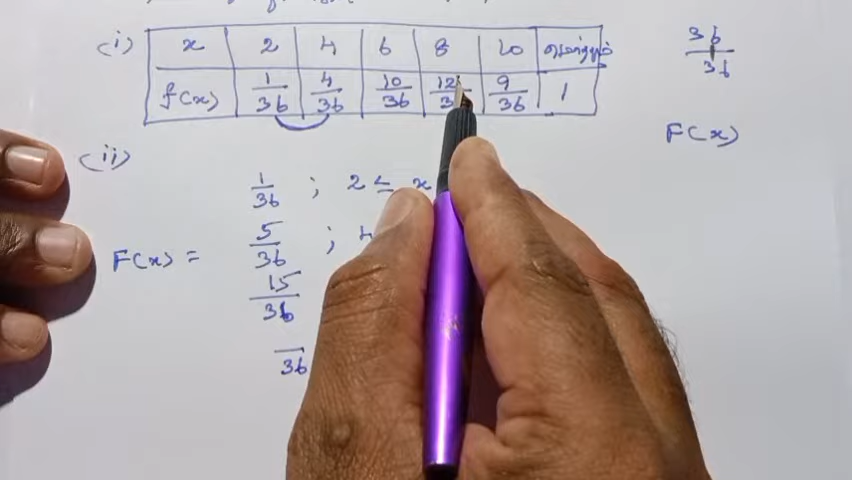 (i) x 2 4 6 8 10 மொத்தம்
f(x) 1/36 4/36 10/36 12/3 9/36 1
36/36
F(x)
(ii)
1/36 ; 2 ≤ x
F(x) = 5/36 ; 4
15/36
/36